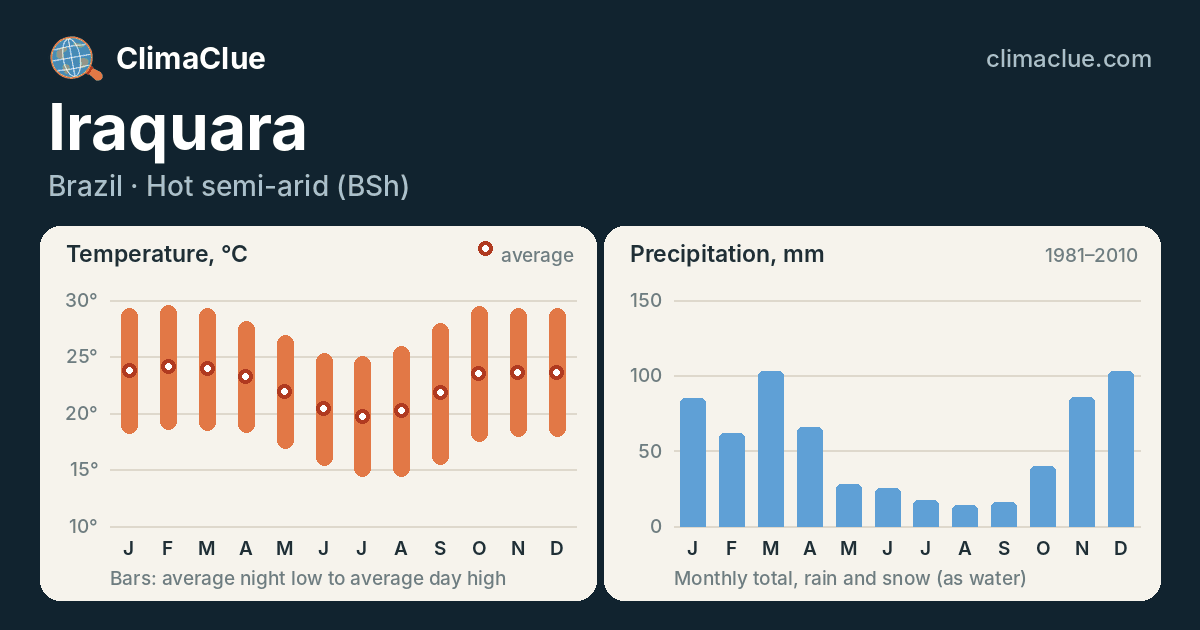 ClimaClue
climaclue.com
Iraquara
Brazil · Hot semi-arid (BSh)
Temperature, °C
average
30°
25°
20°
15°
10°
J F M A M J J A S O N D
Bars: average night low to average day high
Precipitation, mm
1981–2010
150
100
50
0
J F M A M J J A S O N D
Monthly total, rain and snow (as water)